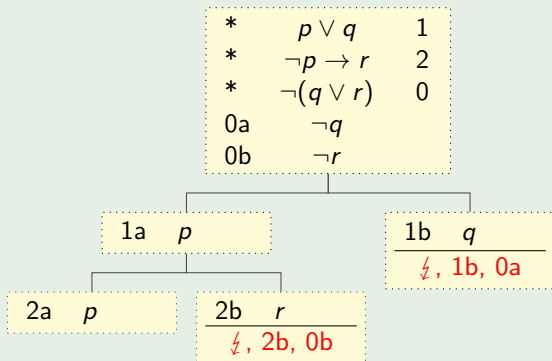 * p ∨ q 1
* ¬p → r 2
* ¬(q ∨ r) 0
0a ¬q
0b ¬r
1a p
1b q
↯, 1b, 0a
2a p
2b r
↯, 2b, 0b